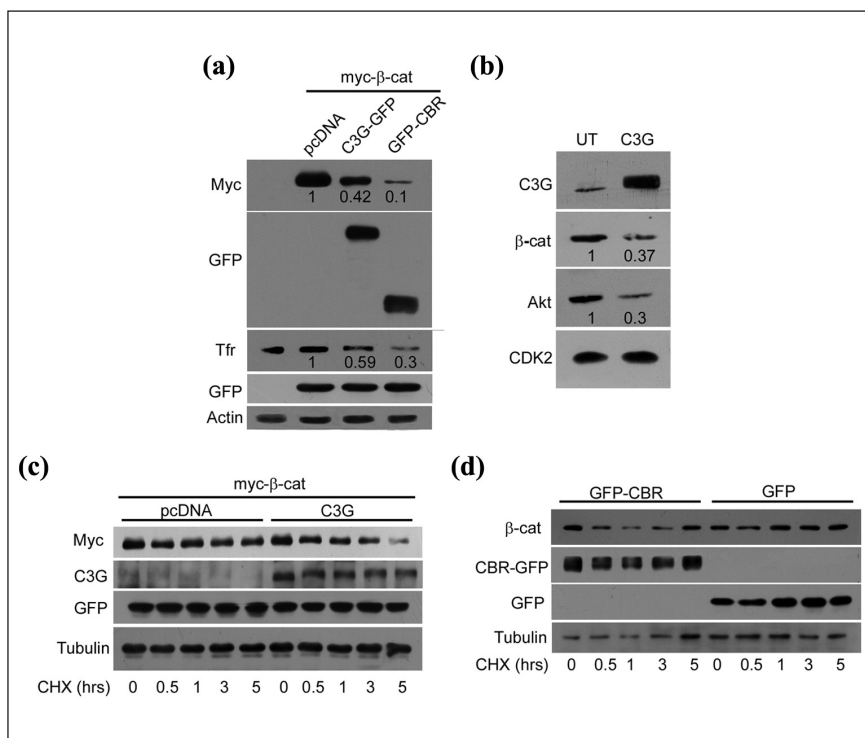 (a)
myc-β-cat
pcDNA
C3G-GFP
GFP-CBR
Myc
1 0.42 0.1
GFP
Tfr
1 0.59 0.3
GFP
Actin
(b)
UT C3G
C3G
β-cat
1 0.37
Akt
1 0.3
CDK2
(c)
myc-β-cat
pcDNA C3G
Myc
C3G
GFP
Tubulin
CHX (hrs) 0 0.5 1 3 5 0 0.5 1 3 5
(d)
GFP-CBR GFP
β-cat
CBR-GFP
GFP
Tubulin
CHX (hrs) 0 0.5 1 3 5 0 0.5 1 3 5